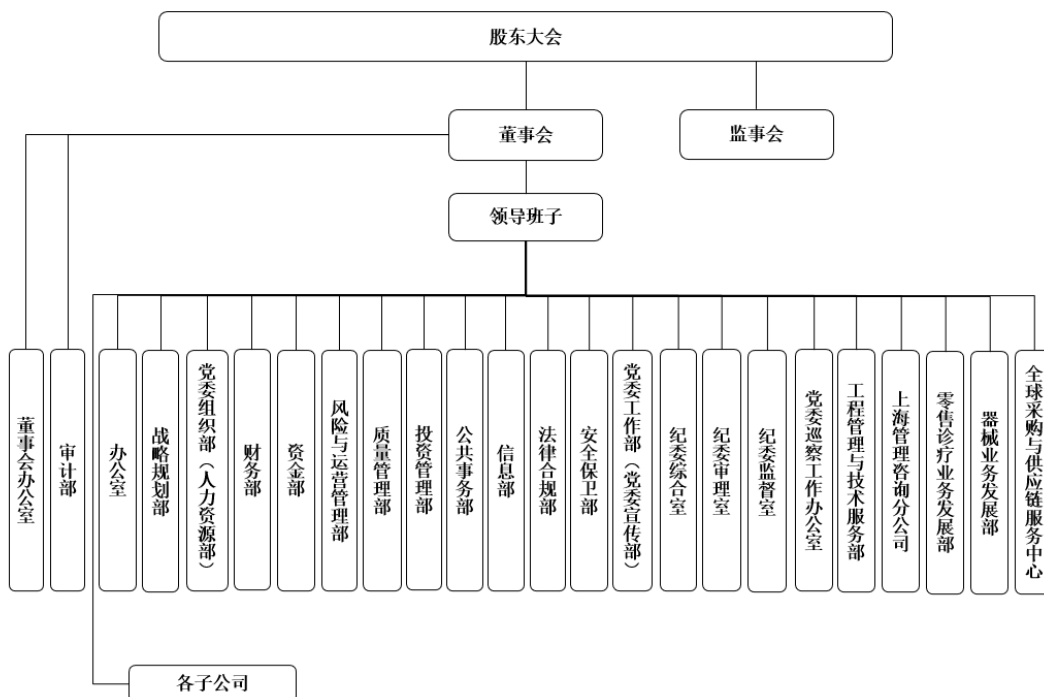 股东大会
董事会
监事会
领导班子
董事会办公室
审计部
办公室
战略规划部
党委组织部（人力资源部）
财务部
资金部
风险与运营管理部
质量管理部
投资管理部
公共事务部
信息部
法律合规部
安全保卫部
党委工作部（党委宣传部）
纪委综合室
纪委审理室
纪委监督室
党委巡察工作办公室
工程管理与技术服务部
上海管理咨询分公司
零售诊疗业务发展部
器械业务发展部
全球采购与供应链服务中心
各子公司